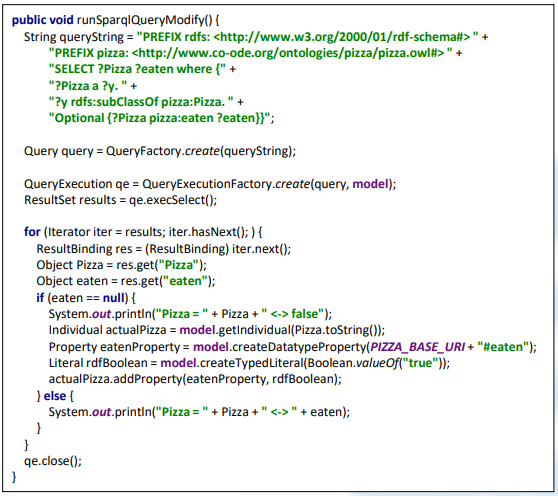 public void runSparqlQueryModify() {
String queryString = "PREFIX rdfs: <http://www.w3.org/2000/01/rdf-schema#> " +
"PREFIX pizza: <http://www.co-ode.org/ontologies/pizza/pizza.owl#> " +
"SELECT ?Pizza ?eaten where {" +
"?Pizza a ?y. " +
"?y rdfs:subClassOf pizza:Pizza. " +
"Optional {?Pizza pizza:eaten ?eaten}}";
Query query = QueryFactory.create(queryString);
QueryExecution qe = QueryExecutionFactory.create(query, model);
ResultSet results = qe.execSelect();
for (Iterator iter = results; iter.hasNext(); ) {
ResultBinding res = (ResultBinding) iter.next();
Object Pizza = res.get("Pizza");
Object eaten = res.get("eaten");
if (eaten == null) {
System.out.println("Pizza = " + Pizza + " <-> false");
Individual actualPizza = model.getIndividual(Pizza.toString());
Property eatenProperty = model.createDatatypeProperty(PIZZA_BASE_URI + "#eaten");
Literal rdfBoolean = model.createTypedLiteral(Boolean.valueOf("true"));
actualPizza.addProperty(eatenProperty, rdfBoolean);
} else {
System.out.println("Pizza = " + Pizza + " <-> " + eaten);
}
}
qe.close();
}